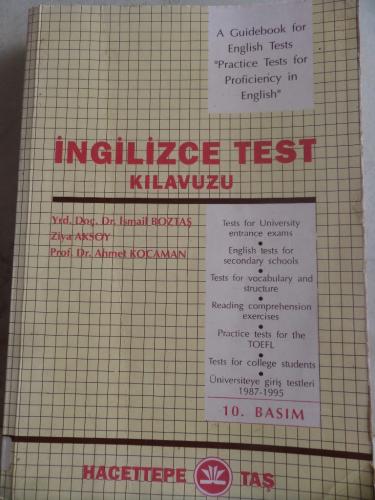 A Guidebook for
English Tests
"Practice Tests for
Proficiency in
English"
İNGİLİZCE TEST
KILAVUZU
Yrd. Doç. Dr. İsmail BOZTAŞ
Ziya AKSOY
Prof. Dr. Ahmet KOCAMAN
Tests for University
entrance exams
English tests for
secondary schools
Tests for vocabulary and
structure
Reading comprehension
exercises
Practice tests for the
TOEFL
Tests for college students
Üniversiteye giriş testleri
1987-1995
10. BASIM
HACETTEPE TAŞ